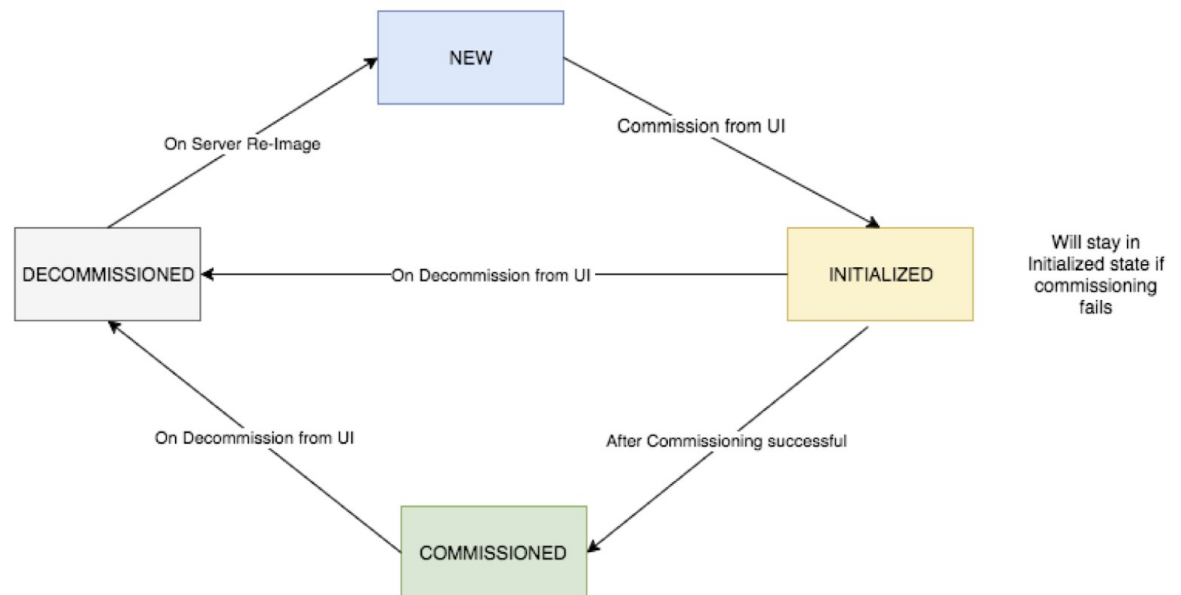 NEW
Commission from UI
On Server Re-Image
DECOMMISSIONED
On Decommission from UI
INITIALIZED
Will stay in
Initialized state if
commissioning
fails
On Decommission from UI
After Commissioning successful
COMMISSIONED